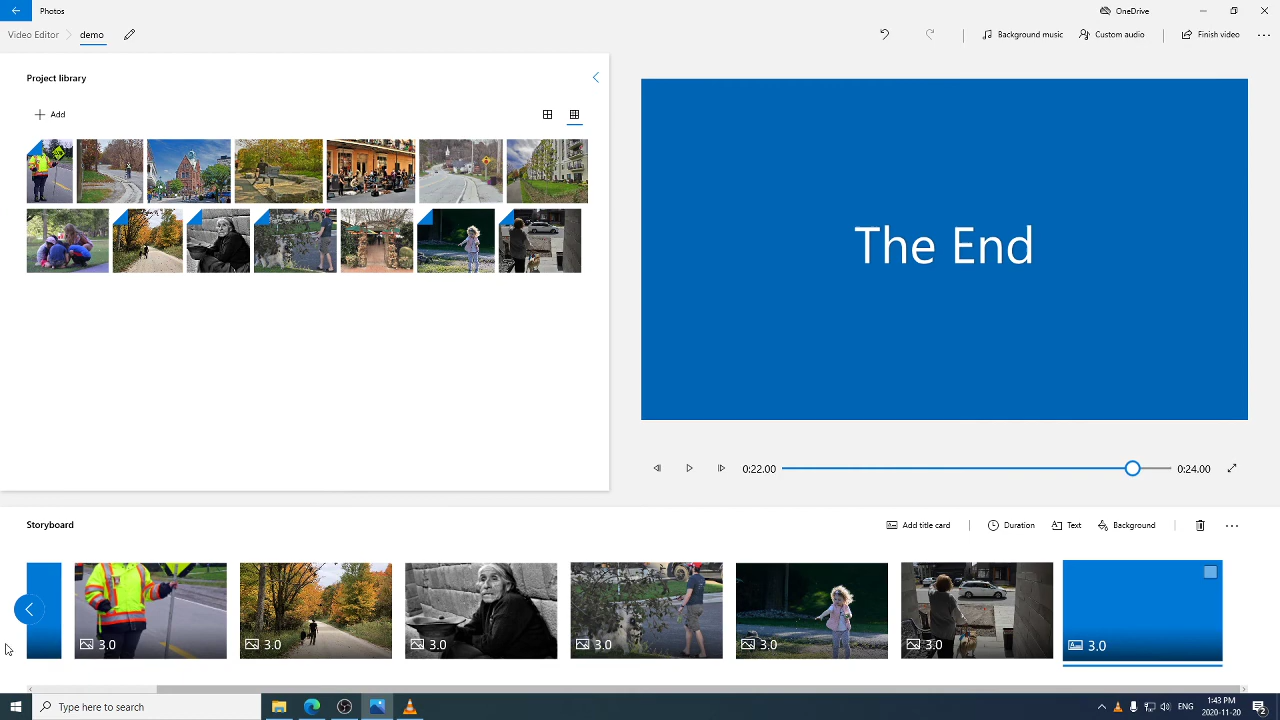 Photos
OneDrive
Video Editor
demo
Background music
Custom audio
Finish video
Project library
Add
The End
0:22.00
0:24.00
Storyboard
Add title card
Duration
Text
Background
3.0
3.0
3.0
3.0
3.0
3.0
3.0
Type here to search
ENG
1:43 PM
2020-11-20
2